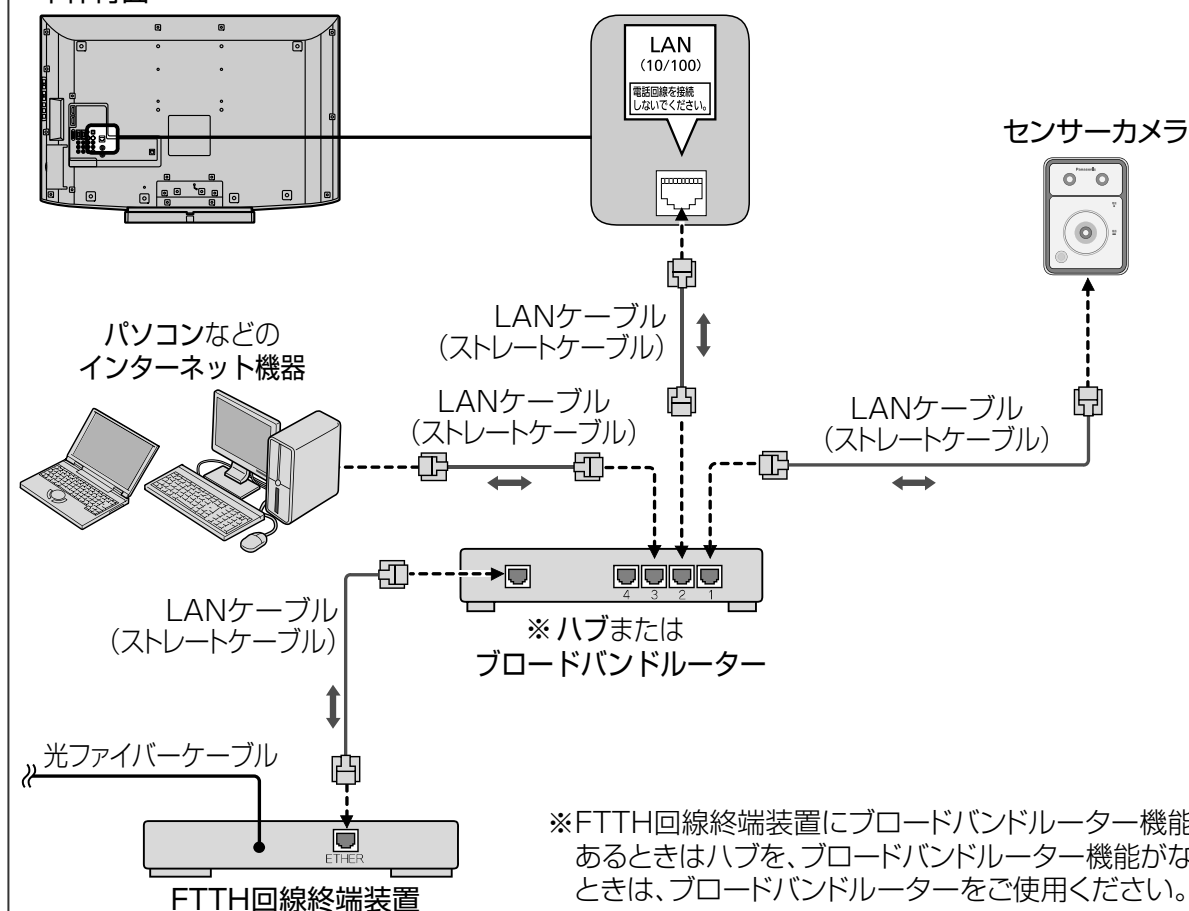 LAN
(10/100)
電話回線を接続
しないでください。
センサーカメラ
Panasonic
LANケーブル
(ストレートケーブル)
パソコンなどの
インターネット機器
LANケーブル
(ストレートケーブル)
LANケーブル
(ストレートケーブル)
4 3 2 1
LANケーブル
(ストレートケーブル)
※ ハブまたは
ブロードバンドルーター
光ファイバーケーブル
ETHER
FTTH回線終端装置
※FTTH回線終端装置にブロードバンドルーター機能
あるときはハブを、ブロードバンドルーター機能がな
ときは、ブロードバンドルーターをご使用ください。